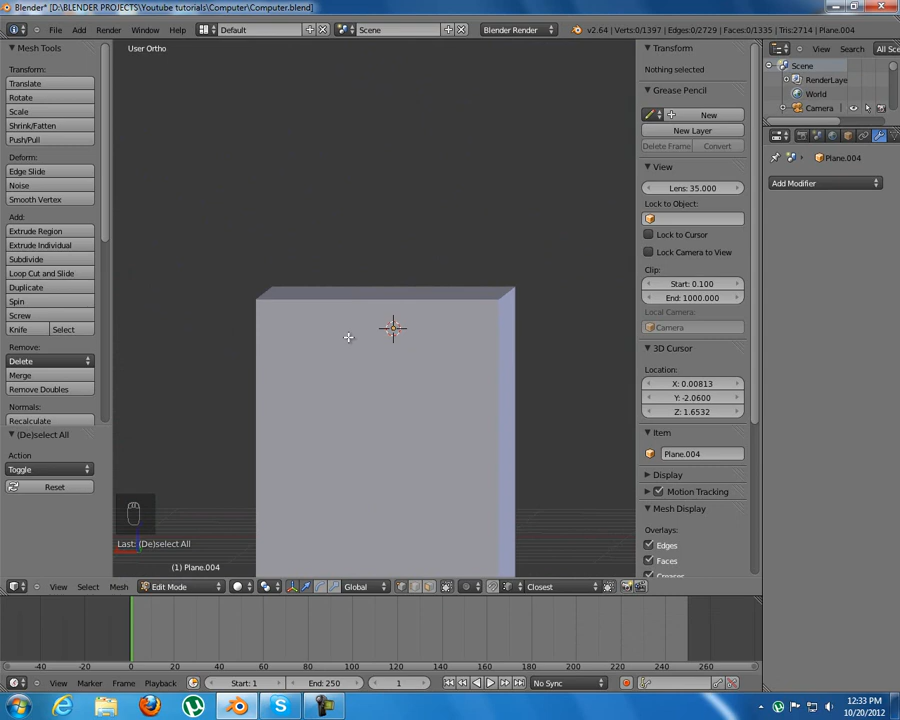 Blender* [D:\BLENDER PROJECTS\Youtube tutorials\Computer\Computer.blend]
File Add Render Window Help Default Scene Blender Render v2.64 | Verts:0/1397 | Edges:0/2729 | Faces:0/1335 | Tris:2714 | Plane.004
Mesh Tools
Transform:
Translate
Rotate
Scale
Shrink/Fatten
Push/Pull
Deform:
Edge Slide
Noise
Smooth Vertex
Add:
Extrude Region
Extrude Individual
Subdivide
Loop Cut and Slide
Duplicate
Spin
Screw
Knife Select
Remove:
Delete
Merge
Remove Doubles
Normals:
Recalculate
(De)select All
Action
Toggle
Reset
User Ortho
Last: (De)select All
(1) Plane.004
Transform
Nothing selected
Grease Pencil
New
New Layer
Delete Frame Convert
View
Lens: 35.000
Lock to Object:
Lock to Cursor
Lock Camera to View
Clip:
Start: 0.100
End: 1000.000
Local Camera:
Camera
3D Cursor
Location:
X: 0.00813
Y: -2.0600
Z: 1.6532
Item
Plane.004
Display
Motion Tracking
Mesh Display
Overlays:
Edges
Faces
Creases
View Search All Sce
Scene
RenderLaye
World
Camera
Plane.004
Add Modifier
View Select Mesh Edit Mode Global Closest
-40 -20 0 20 40 60 80 100 120 140 160 180 200 220 240 260
View Marker Frame Playback Start: 1 End: 250 1 No Sync
12:33 PM
10/20/2012